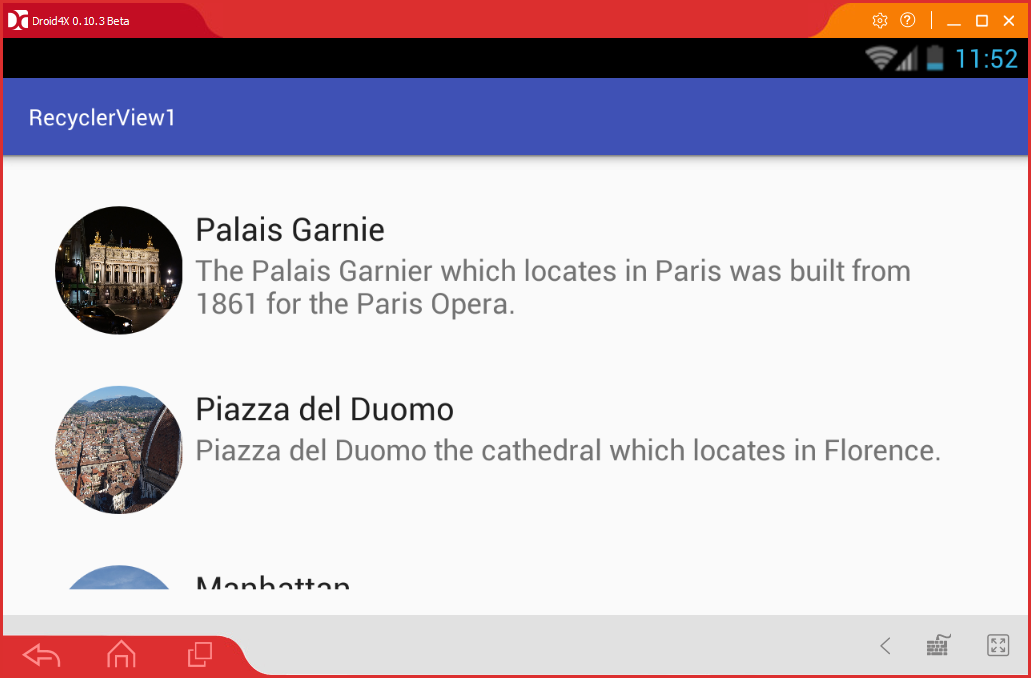 Droid4X 0.10.3 Beta
11:52
RecyclerView1
Palais Garnie
The Palais Garnier which locates in Paris was built from
1861 for the Paris Opera.
Piazza del Duomo
Piazza del Duomo the cathedral which locates in Florence.
Manhattan